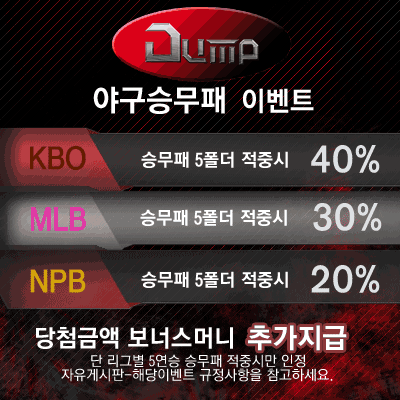 DUMP
야구승무패 이벤트
KBO 승무패 5폴더 적중시 40%
MLB 승무패 5폴더 적중시 30%
NPB 승무패 5폴더 적중시 20%
당첨금액 보너스머니 추가지급
단 리그별 5연승 승무패 적중시만 인정
자유게시판-해당이벤트 규정사항을 참고하세요.